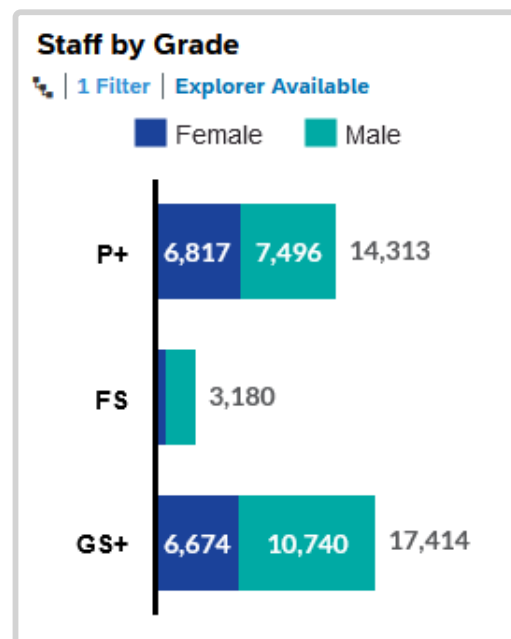 Staff by Grade
1 Filter | Explorer Available
Female Male
P+ 6,817 7,496 14,313
FS 3,180
GS+ 6,674 10,740 17,414